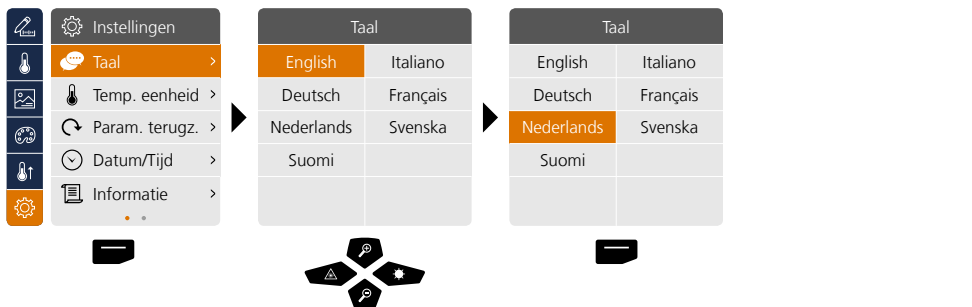 Instellingen
Taal
Temp. eenheid
Param. terugz.
Datum/Tijd
Informatie
Taal
English Italiano
Deutsch Français
Nederlands Svenska
Suomi
Taal
English Italiano
Deutsch Français
Nederlands Svenska
Suomi